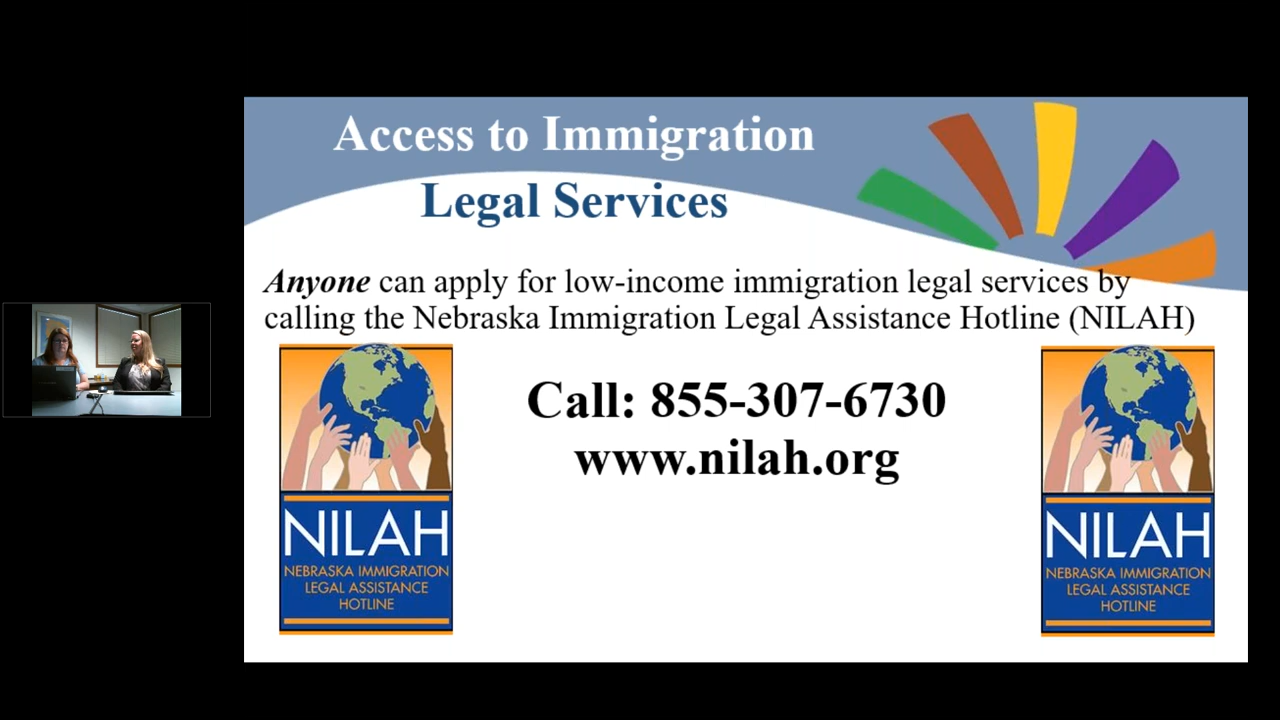 Access to Immigration
Legal Services
Anyone can apply for low-income immigration legal services by
calling the Nebraska Immigration Legal Assistance Hotline (NILAH)
Call: 855-307-6730
www.nilah.org
NILAH
NEBRASKA IMMIGRATION
LEGAL ASSISTANCE
HOTLINE
NILAH
NEBRASKA IMMIGRATION
LEGAL ASSISTANCE
HOTLINE